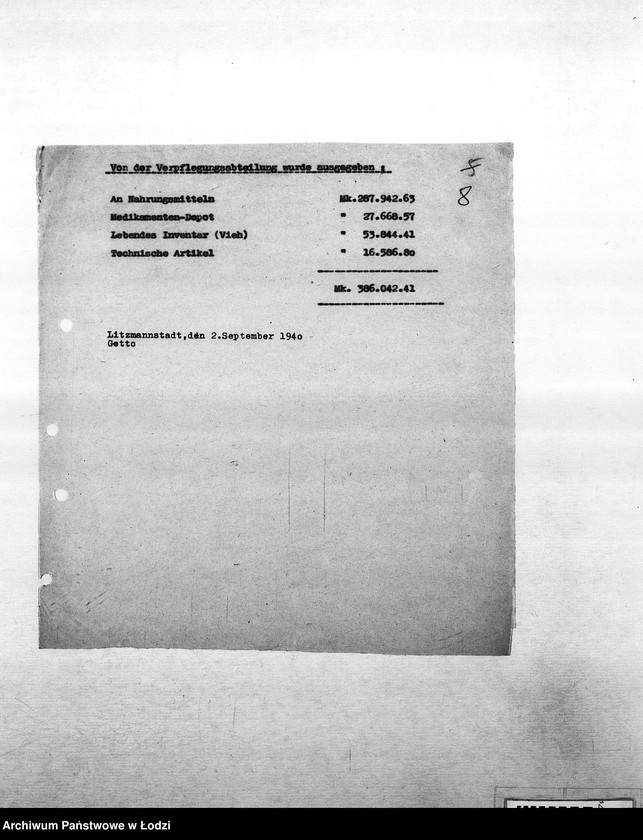 Von der Verpflegungsabteilung wurde ausgegeben :
5
8
An Nahrungsmitteln Mk.287.942.63
Medikamenten-Depot " 27.668.57
Lebendes Inventar (Vieh) " 53.844.41
Technische Artikel " 16.586.80
Mk. 386.042.41
Litzmannstadt,den 2.September 1940
Getto
Archiwum Państwowe w Łodzi